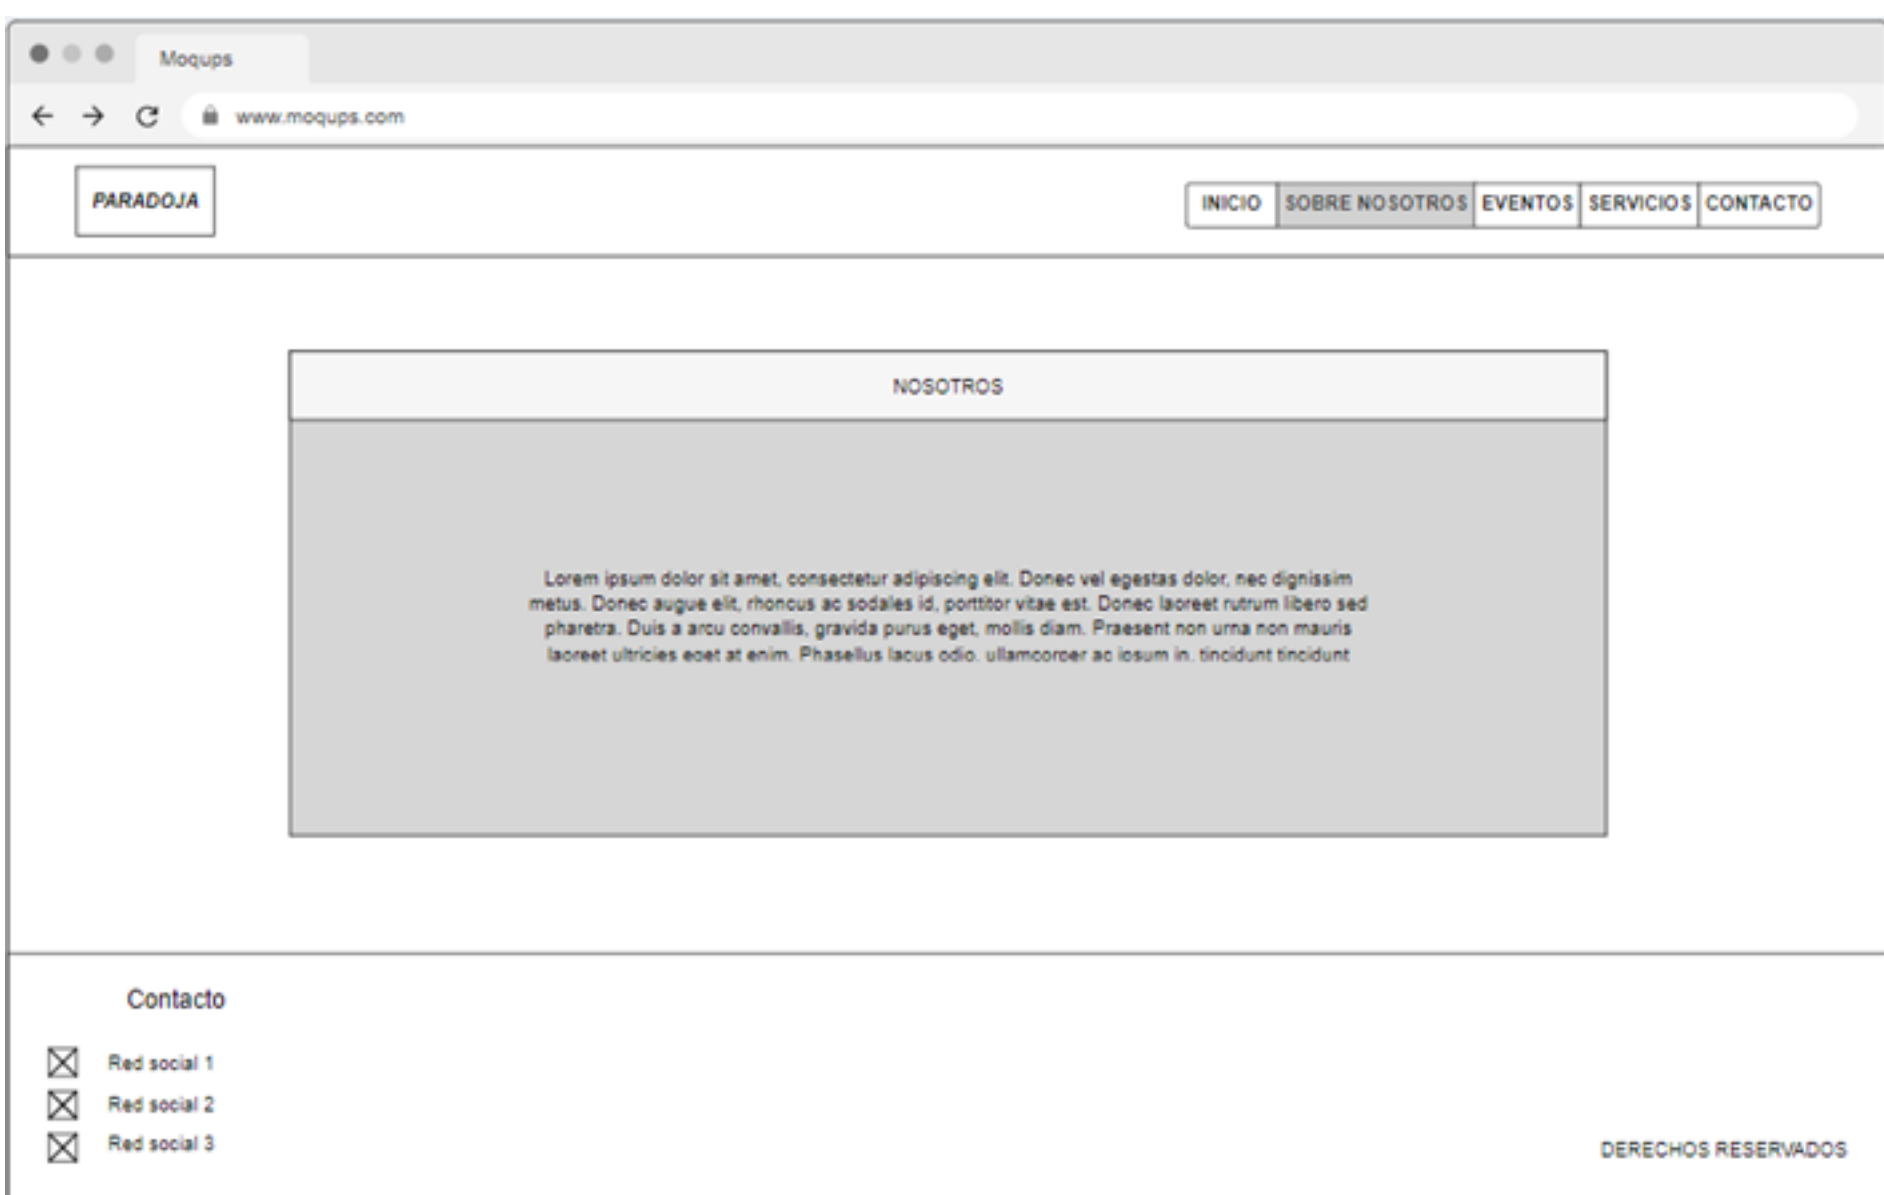 Moqups
www.moqups.com
PARADOJA
INICIO SOBRE NOSOTROS EVENTOS SERVICIOS CONTACTO
NOSOTROS
Lorem ipsum dolor sit amet, consectetur adipiscing elit. Donec vel egestas dolor, nec dignissim
metus. Donec augue elit, rhoncus ac sodales id, porttitor vitae est. Donec laoreet rutrum libero sed
pharetra. Duis a arcu convallis, gravida purus eget, mollis diam. Praesent non urna non mauris
laoreet ultricies eget at enim. Phasellus lacus odio, ullamcorper ac ipsum in, tincidunt tincidunt
Contacto
Red social 1
Red social 2
Red social 3
DERECHOS RESERVADOS